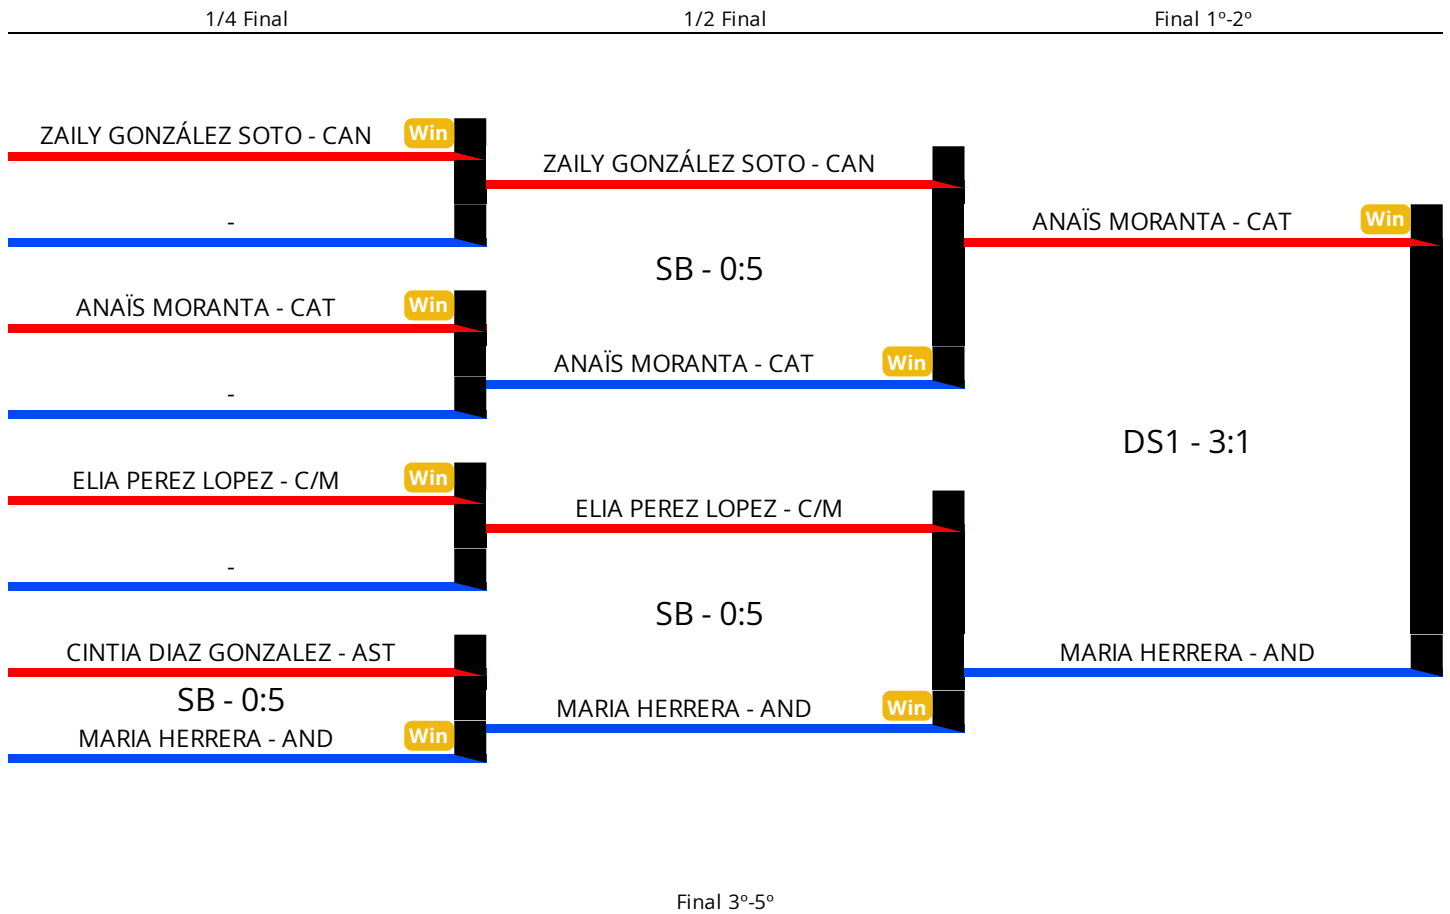 1/4 Final
1/2 Final
Final 1º-2º
ZAILY GONZÁLEZ SOTO - CAN
Win
-
ANAÏS MORANTA - CAT
Win
-
ELIA PEREZ LOPEZ - C/M
Win
-
CINTIA DIAZ GONZALEZ - AST
SB - 0:5
MARIA HERRERA - AND
Win
ZAILY GONZÁLEZ SOTO - CAN
SB - 0:5
ANAÏS MORANTA - CAT
Win
ELIA PEREZ LOPEZ - C/M
SB - 0:5
MARIA HERRERA - AND
Win
ANAÏS MORANTA - CAT
Win
DS1 - 3:1
MARIA HERRERA - AND
Final 3º-5º